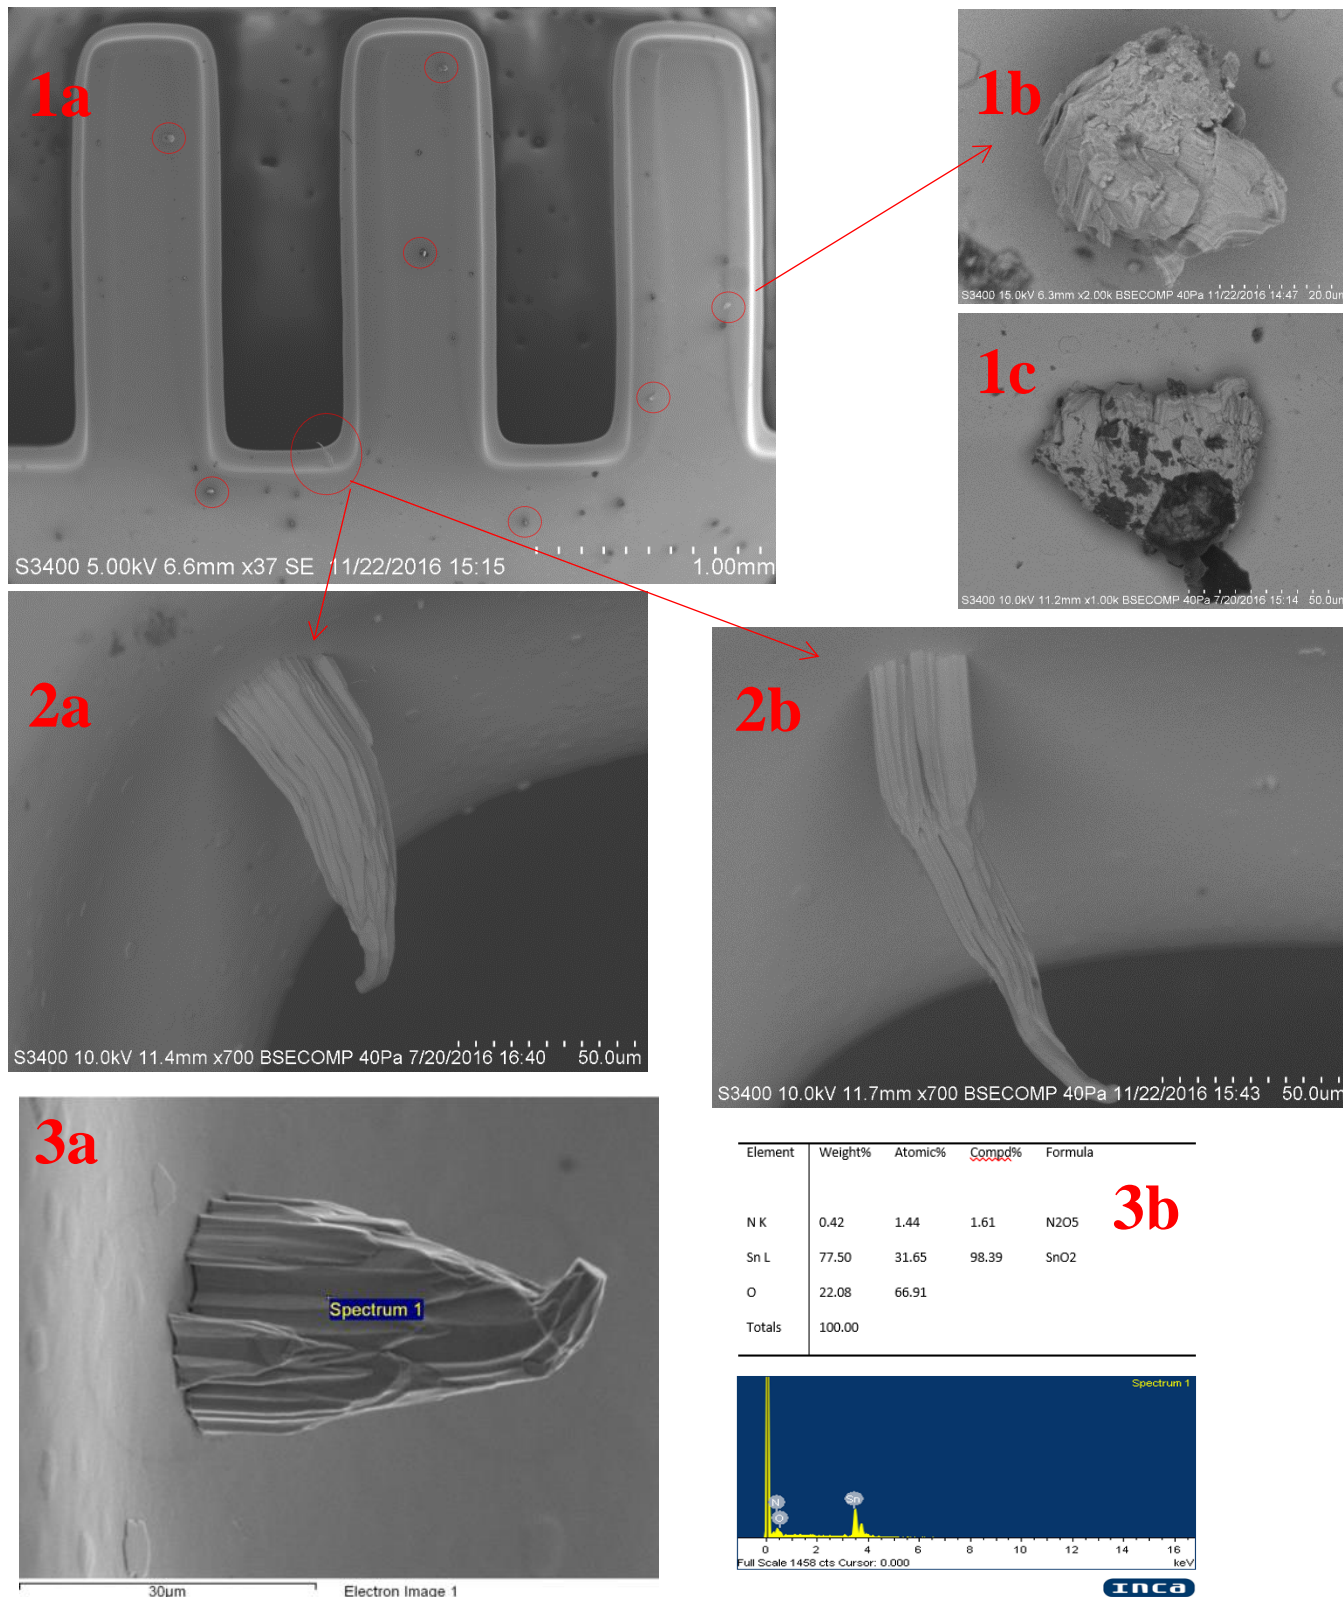 1a
S3400 5.00kV 6.6mm x37 SE 11/22/2016 15:15 1.00mm
1b
S3400 15.0kV 6.3mm x2.00k BSECOMP 40Pa 11/22/2016 14:47 20.0um
1c
S3400 10.0kV 11.2mm x1.00k BSECOMP 40Pa 7/20/2016 15:14 50.0um
2a
S3400 10.0kV 11.4mm x700 BSECOMP 40Pa 7/20/2016 16:40 50.0um
2b
S3400 10.0kV 11.7mm x700 BSECOMP 40Pa 11/22/2016 15:43 50.0um
3a
Spectrum 1
30µm Electron Image 1
3b
Element Weight% Atomic% Compd% Formula
N K 0.42 1.44 1.61 N2O5
Sn L 77.50 31.65 98.39 SnO2
O 22.08 66.91
Totals 100.00
Spectrum 1
N
O
Sn
0 2 4 6 8 10 12 14 16
Full Scale 1458 cts Cursor: 0.000 keV
INCA